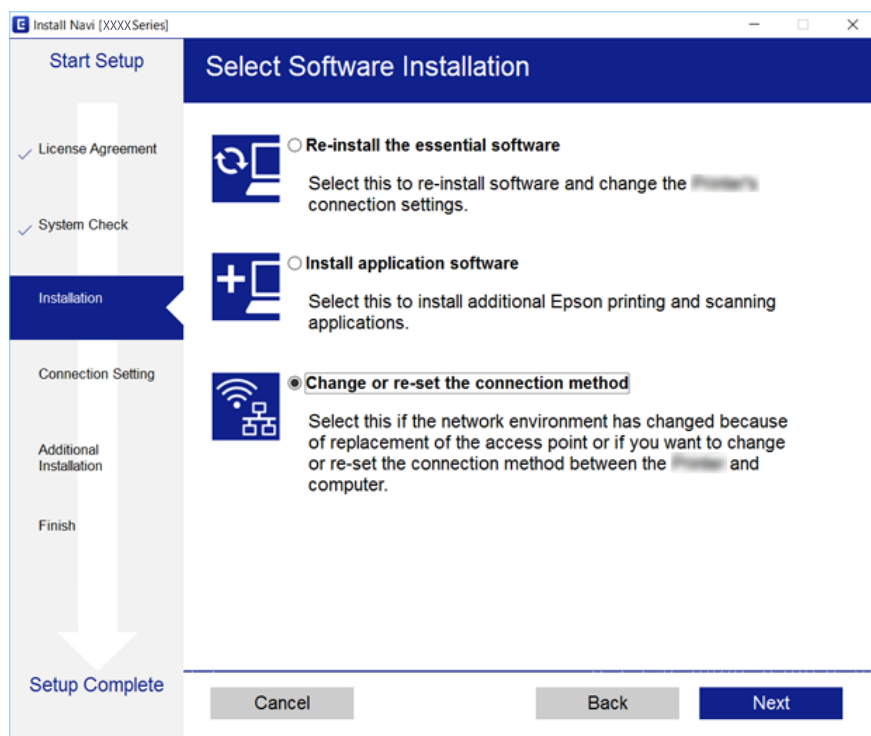 Install Navi [XXXX Series]
Start Setup
License Agreement
System Check
Installation
Connection Setting
Additional
Installation
Finish
Setup Complete
Select Software Installation
Re-install the essential software
Select this to re-install software and change the
connection settings.
Install application software
Select this to install additional Epson printing and scanning
applications.
Change or re-set the connection method
Select this if the network environment has changed because
of replacement of the access point or if you want to change
or re-set the connection method between the and
computer.
Cancel
Back
Next